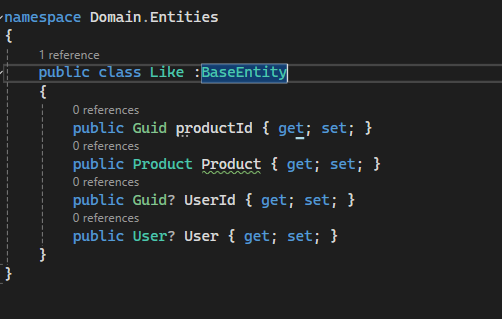 namespace Domain.Entities
{
1 reference
public class Like :BaseEntity
{
0 references
public Guid productId { get; set; }
0 references
public Product Product { get; set; }
0 references
public Guid? UserId { get; set; }
0 references
public User? User { get; set; }
}
}